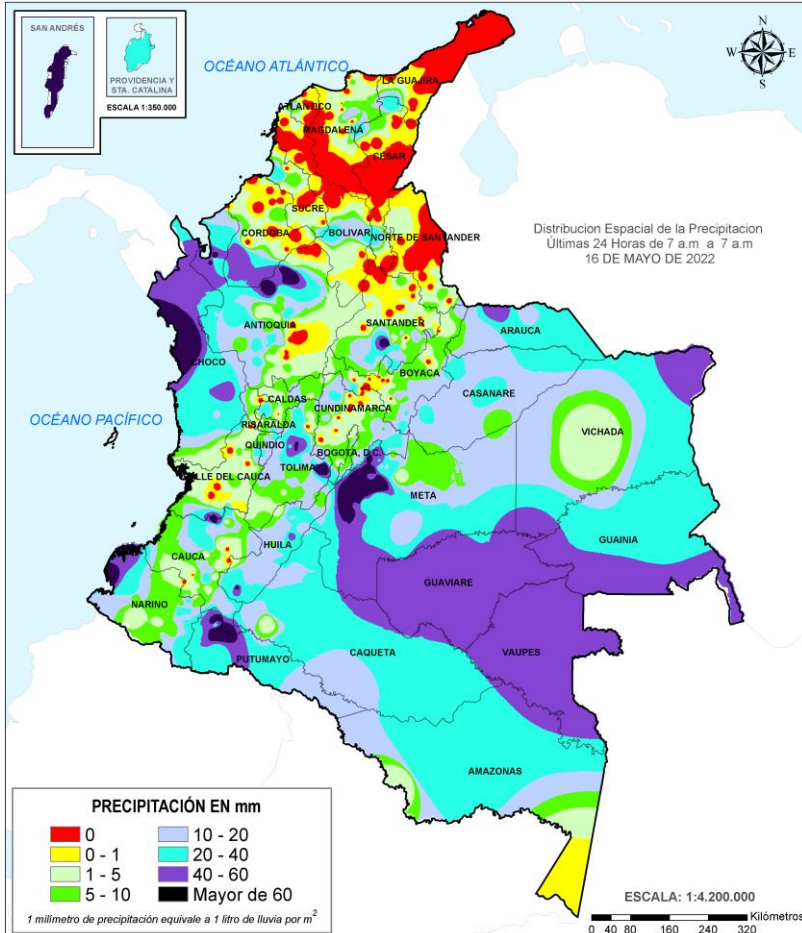 SAN ANDRÉS
PROVIDENCIA Y
STA. CATALINA
ESCALA 1:350.000
OCÉANO ATLÁNTICO
N
W
E
S
LA GUAJIRA
ATLANTICO
MAGDALENA
CESAR
SUCRE
CORDOBA
BOLIVAR
NORTE DE SANTANDER
Distribucion Espacial de la Precipitacion
Últimas 24 Horas de 7 a.m a 7 a.m
16 DE MAYO DE 2022
ANTIOQUIA
SANTANDER
ARAUCA
CHOCO
BOYACA
CASANARE
OCÉANO PACÍFICO
CALDAS
CUNDINAMARCA
RISARALDA
VICHADA
QUINDIO
BOGOTA, D.C.
TOLIMA
VALLE DEL CAUCA
META
HUILA
GUAINIA
CAUCA
GUAVIARE
NARINO
CAQUETA
VAUPES
PUTUMAYO
AMAZONAS
PRECIPITACIÓN EN mm
0
0 - 1
1 - 5
5 - 10
10 - 20
20 - 40
40 - 60
Mayor de 60
1 milímetro de precipitación equivale a 1 litro de lluvia por m²
ESCALA: 1:4.200.000
Kilómetros
0 40 80 160 240 320